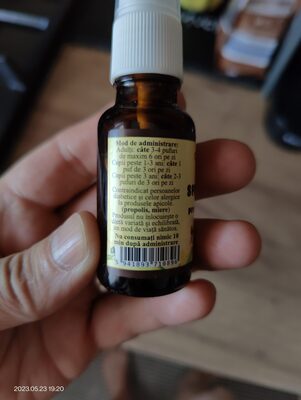 Mod de administrare:
Adulți: câte 3-4 pufuri
de maxim 6 ori pe zi
Copii peste 1-3 ani: câte 1
puf de 3 ori pe zi
Copii peste 3 ani: câte 2-3
pufuri de 3 ori pe zi
Contraindicat persoanelor
diabetice și celor alergice
la produsele apicole
(propolis, miere)
Produsul nu înlocuiește o
dietă variată și echilibrată,
un mod de viață sănătos.
Nu consumați nimic 10
min după administrare
5 941893 710896
2023.05.23 19:20